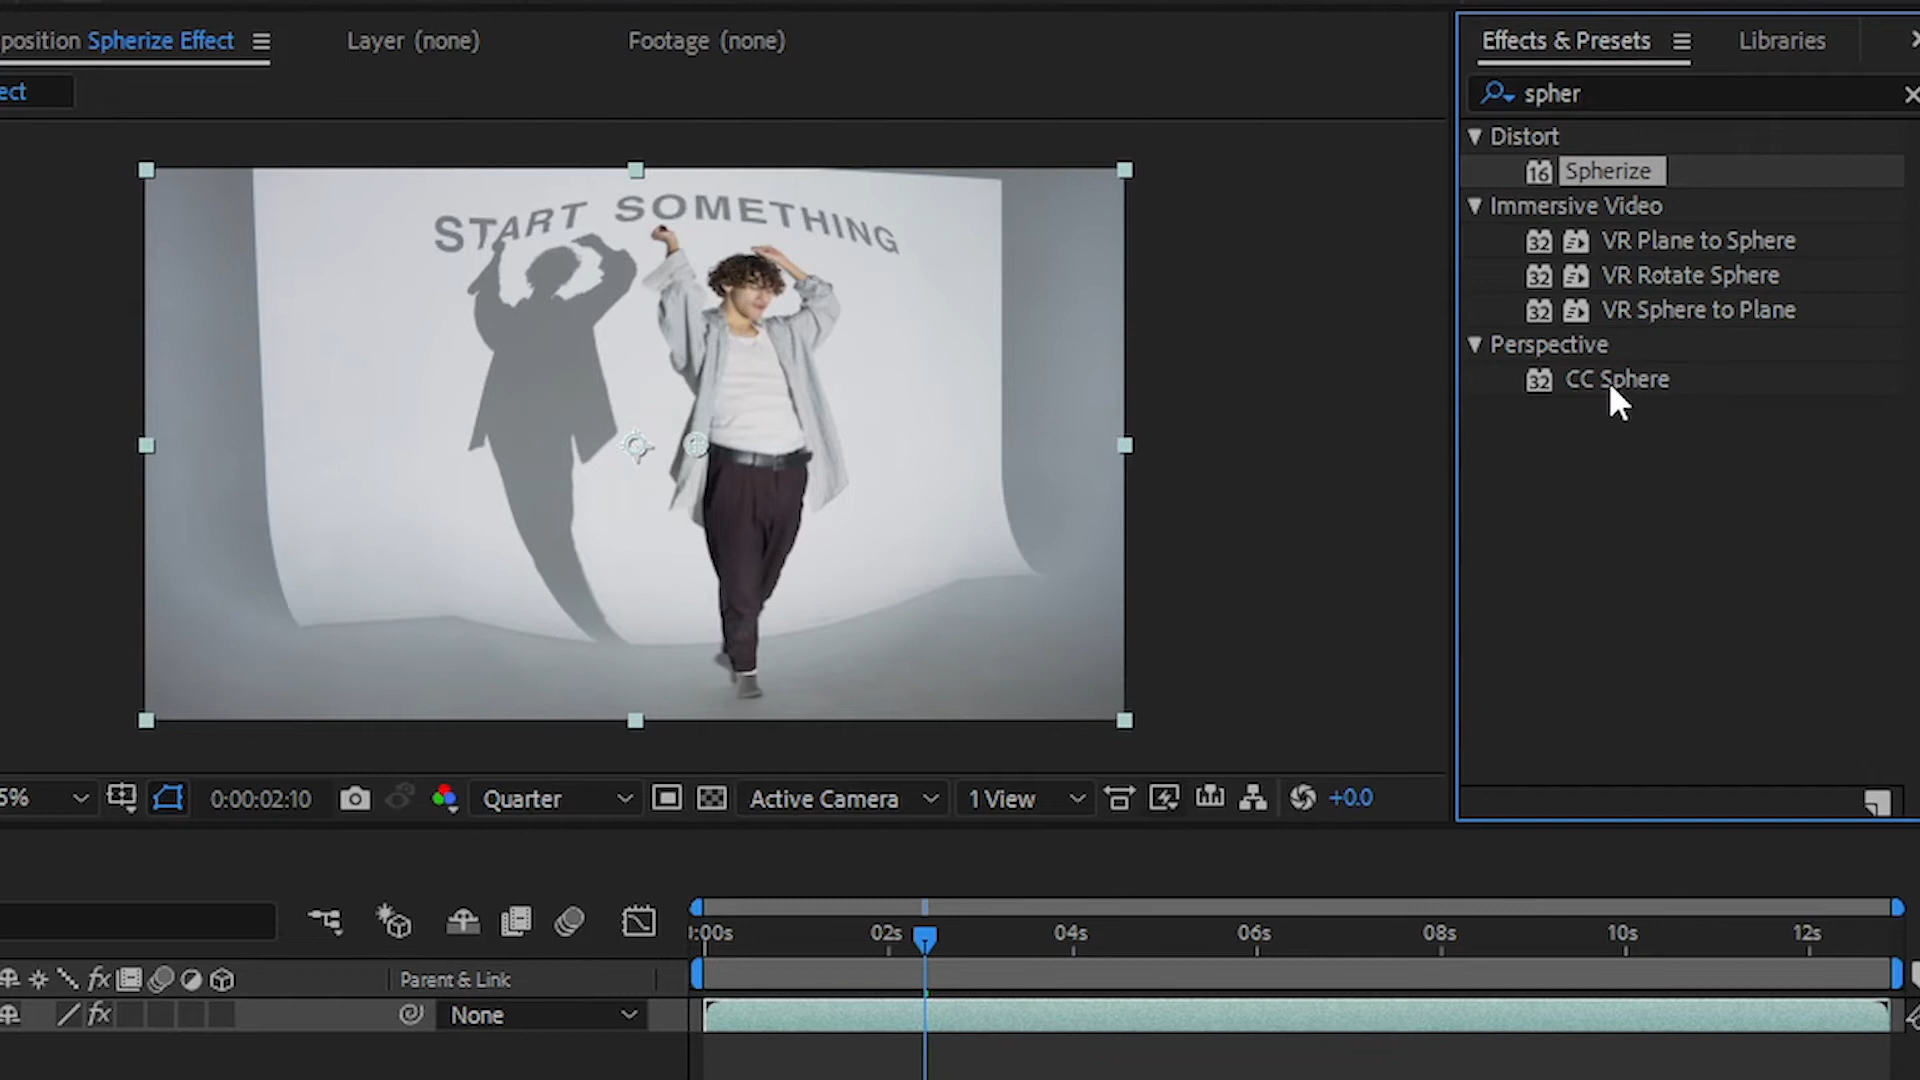 position Spherize Effect
Layer (none)
Footage (none)
Effects & Presets
Libraries
ect
spher
Distort
16 Spherize
Immersive Video
32 VR Plane to Sphere
32 VR Rotate Sphere
32 VR Sphere to Plane
Perspective
32 CC Sphere
START SOMETHING
5%
0:00:02:10
Quarter
Active Camera
1 View
+0.0
:00s
02s
04s
06s
08s
10s
12s
fx
Parent & Link
fx
None